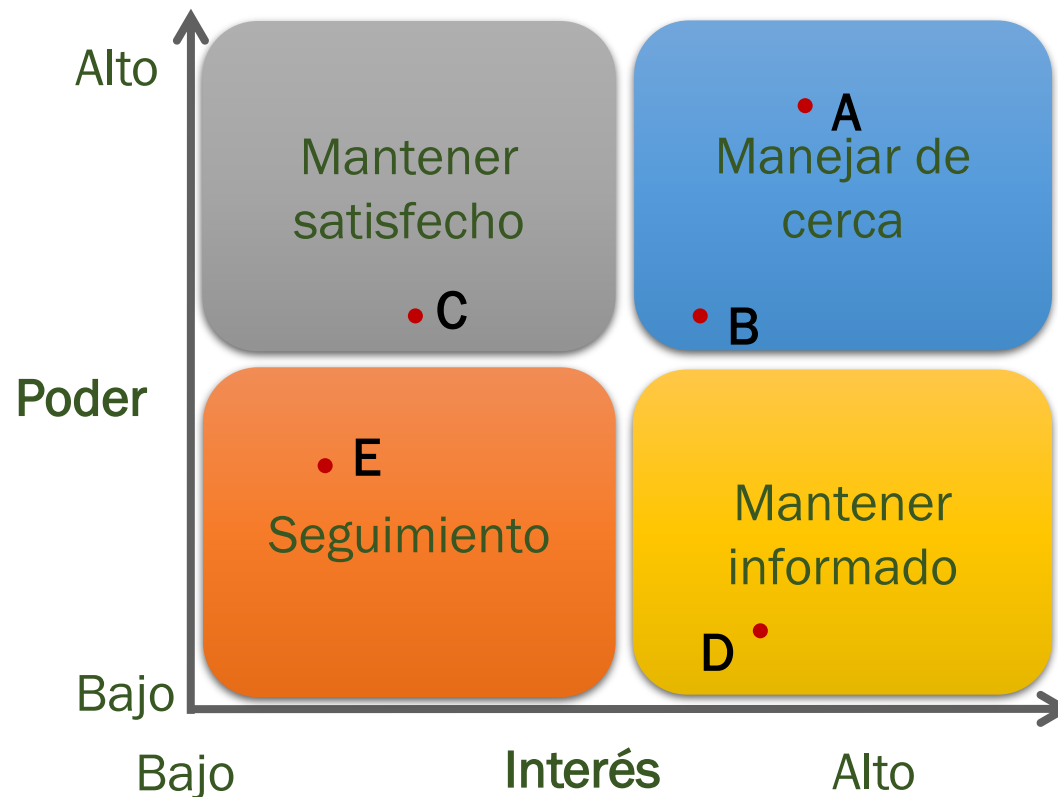 Alto
Mantener
satisfecho
A
Manejar de
cerca
C
B
Poder
E
Seguimiento
Mantener
informado
D
Bajo
Bajo
Interés
Alto